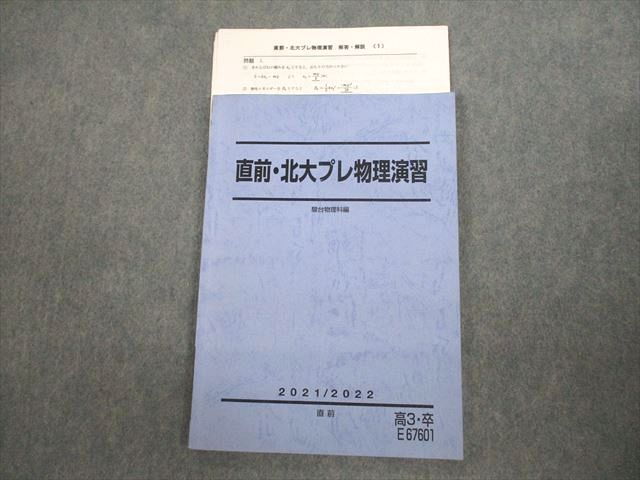 直前・北大プレ物理演習 解答・解説 （１）
問題 １.
直前・北大プレ物理演習
駿台物理科編
2021/2022
直前
高3・卒
E 67601